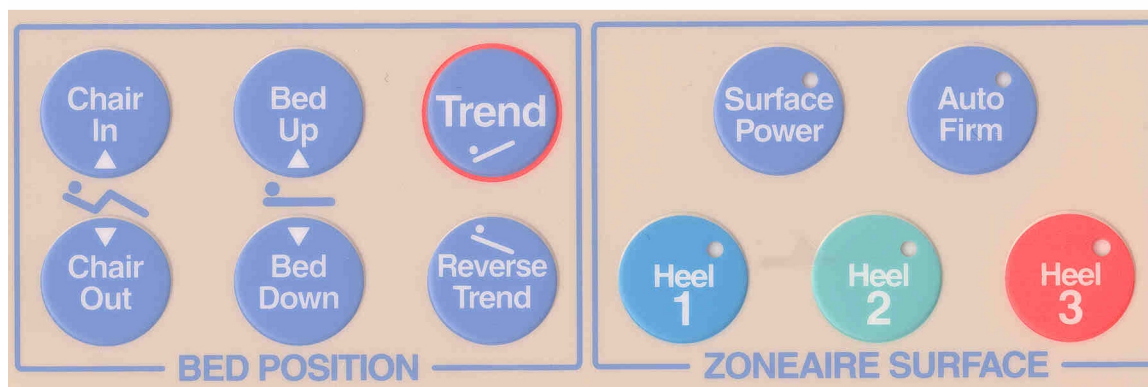 Chair
In
Bed
Up
Trend
Chair
Out
Bed
Down
Reverse
Trend
BED POSITION
Surface
Power
Auto
Firm
Heel
1
Heel
2
Heel
3
ZONEAIRE SURFACE